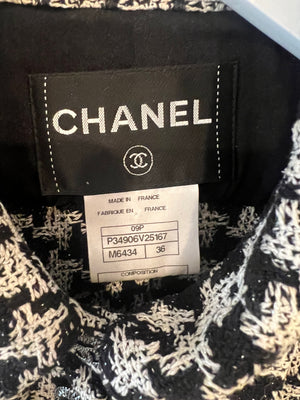 CHANEL
MADE IN FRANCE
FABRIQUE EN FRANCE
09P
P34906V25167
M6434 36
COMPOSITION